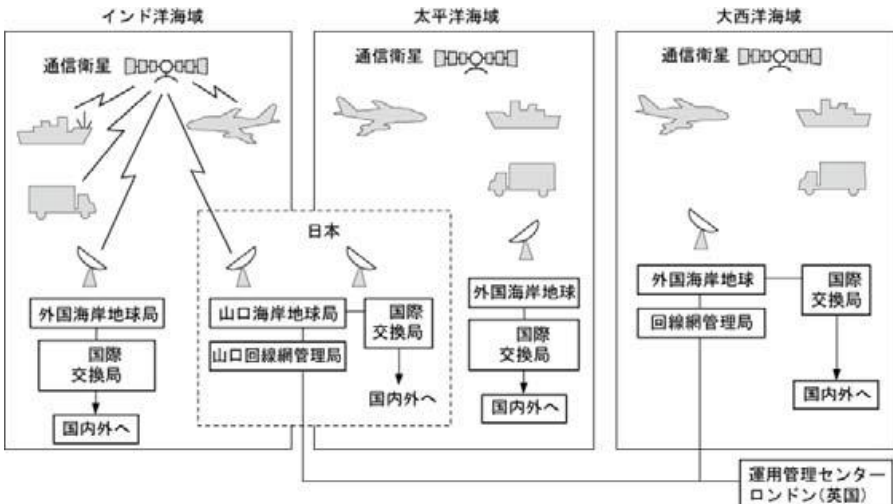 インド洋海域
太平洋海域
大西洋海域
通信衛星
通信衛星
通信衛星
日本
外国海岸地球局
国際
交換局
国内外へ
山口海岸地球局
山口回線網管理局
国際
交換局
国内外へ
外国海岸地球
国際
交換局
国内外へ
外国海岸地球
回線網管理局
国際
交換局
国内外へ
運用管理センター
ロンドン(英国)